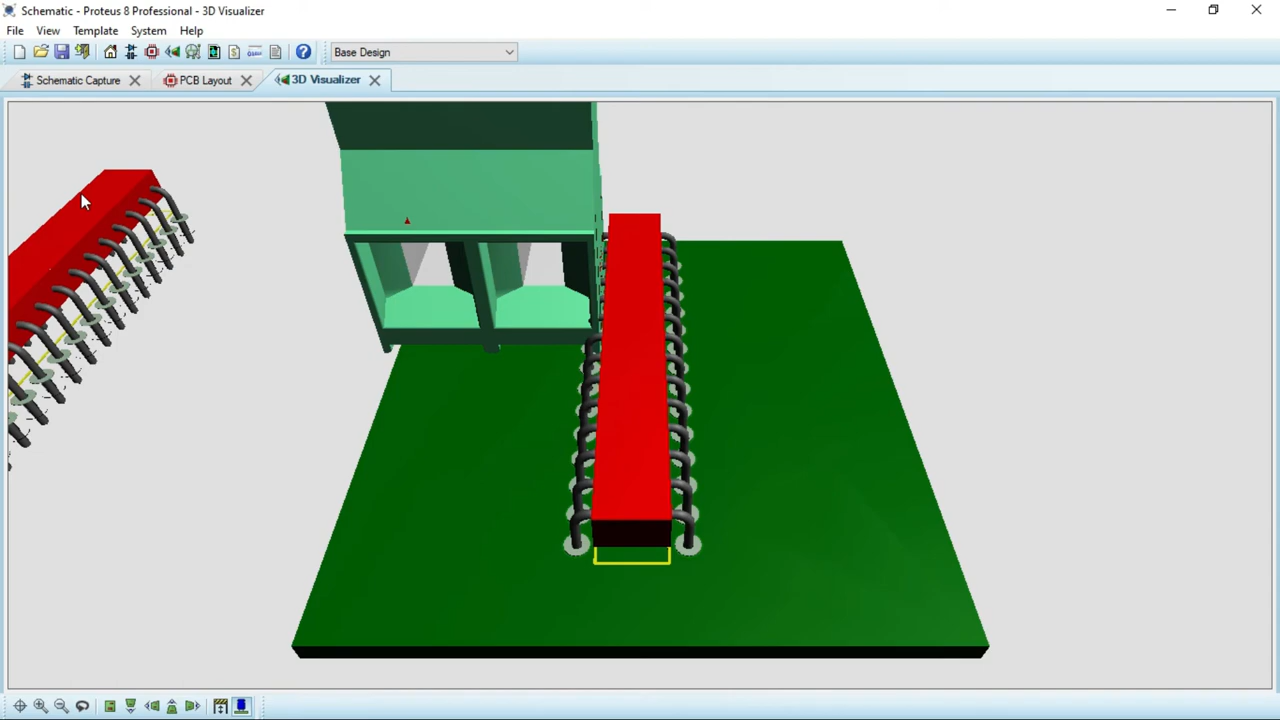 Schematic - Proteus 8 Professional - 3D Visualizer
File View Template System Help
Base Design
Schematic Capture PCB Layout 3D Visualizer